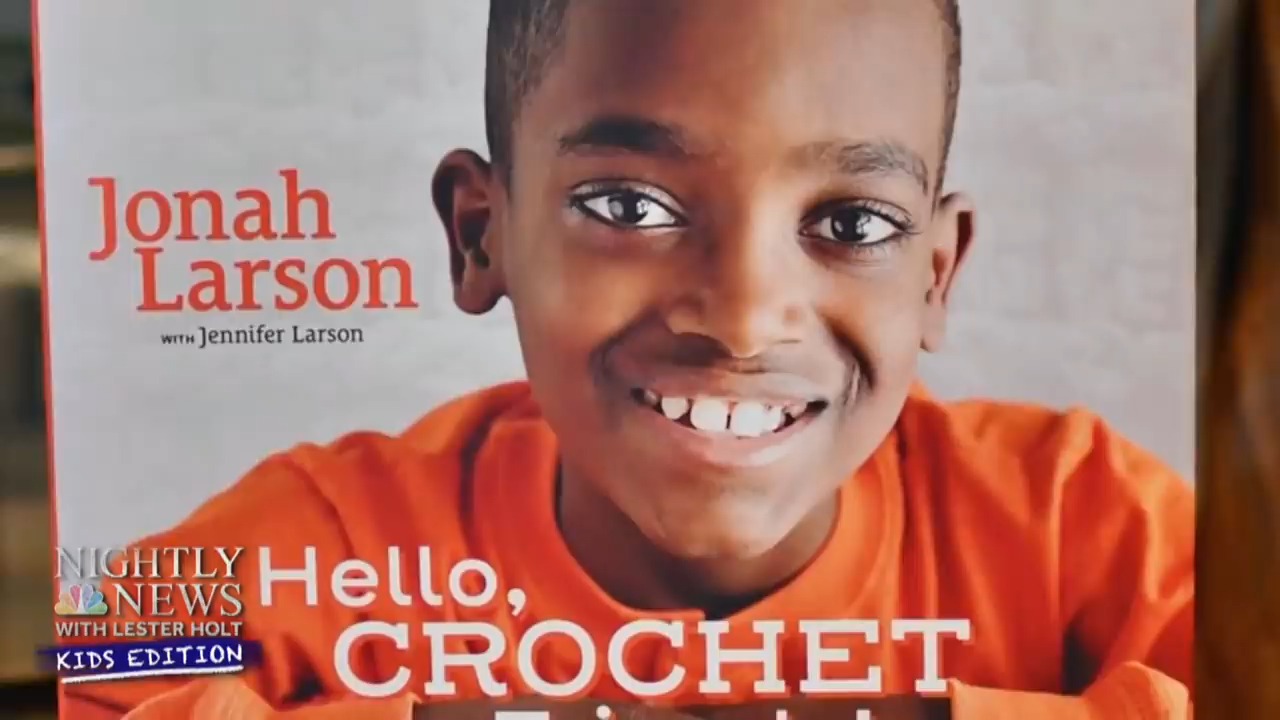 Jonah
Larson
WITH Jennifer Larson
Hello,
CROCHET
NIGHTLY
NEWS
WITH LESTER HOLT
KIDS EDITION